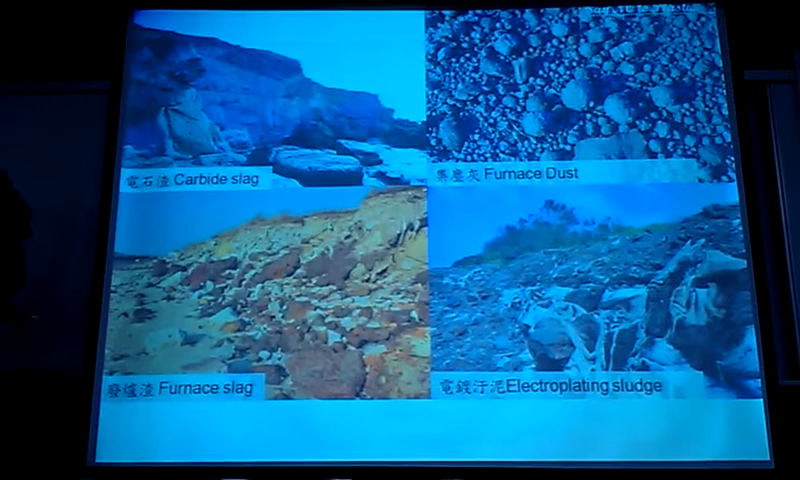 電石渣 Carbide slag
集塵灰 Furnace Dust
廢爐渣 Furnace slag
電鍍汙泥Electroplating sludge